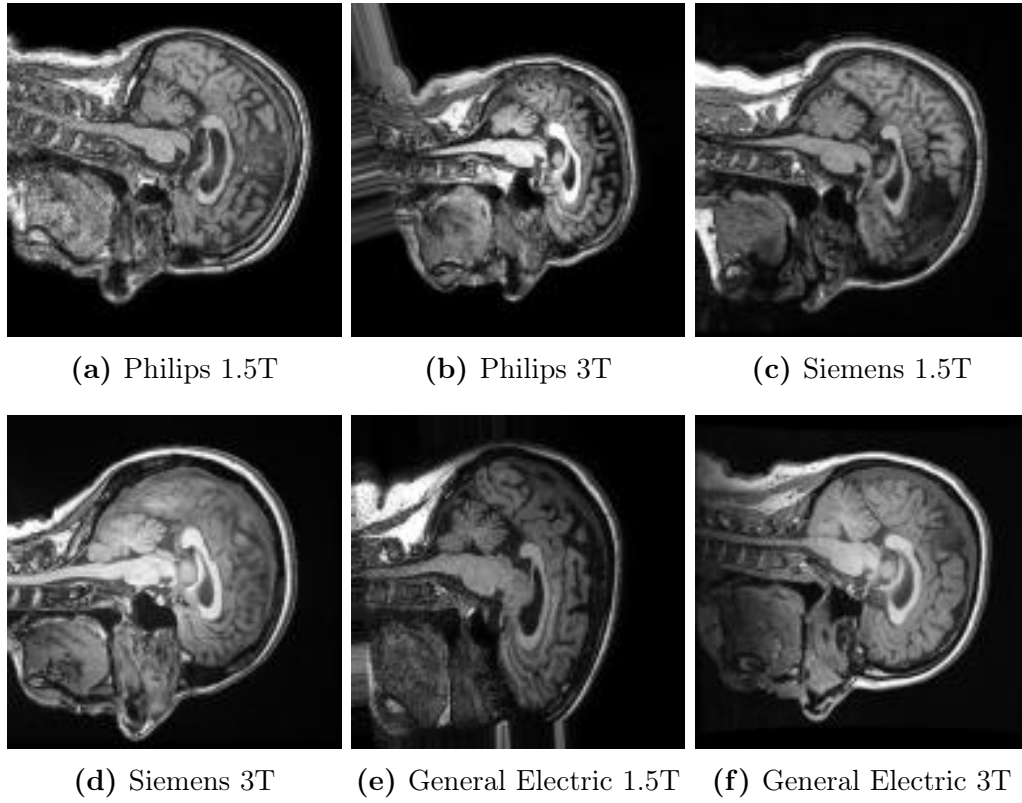 (a) Philips 1.5T
(b) Philips 3T
(c) Siemens 1.5T
(d) Siemens 3T
(e) General Electric 1.5T
(f) General Electric 3T